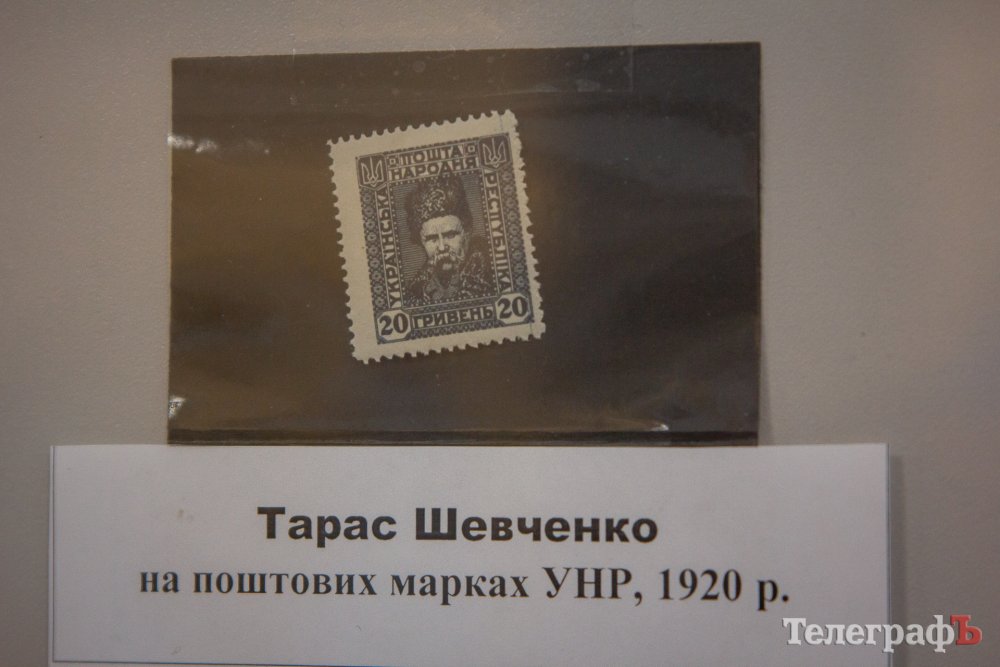 ПОШТА
НАРОДНЯ
УКРАЇНСЬКА
РЕСПУБЛІКА
20 ГРИВЕНЬ 20
Тарас Шевченко
на поштових марках УНР, 1920 р.
ТелеграфЪ